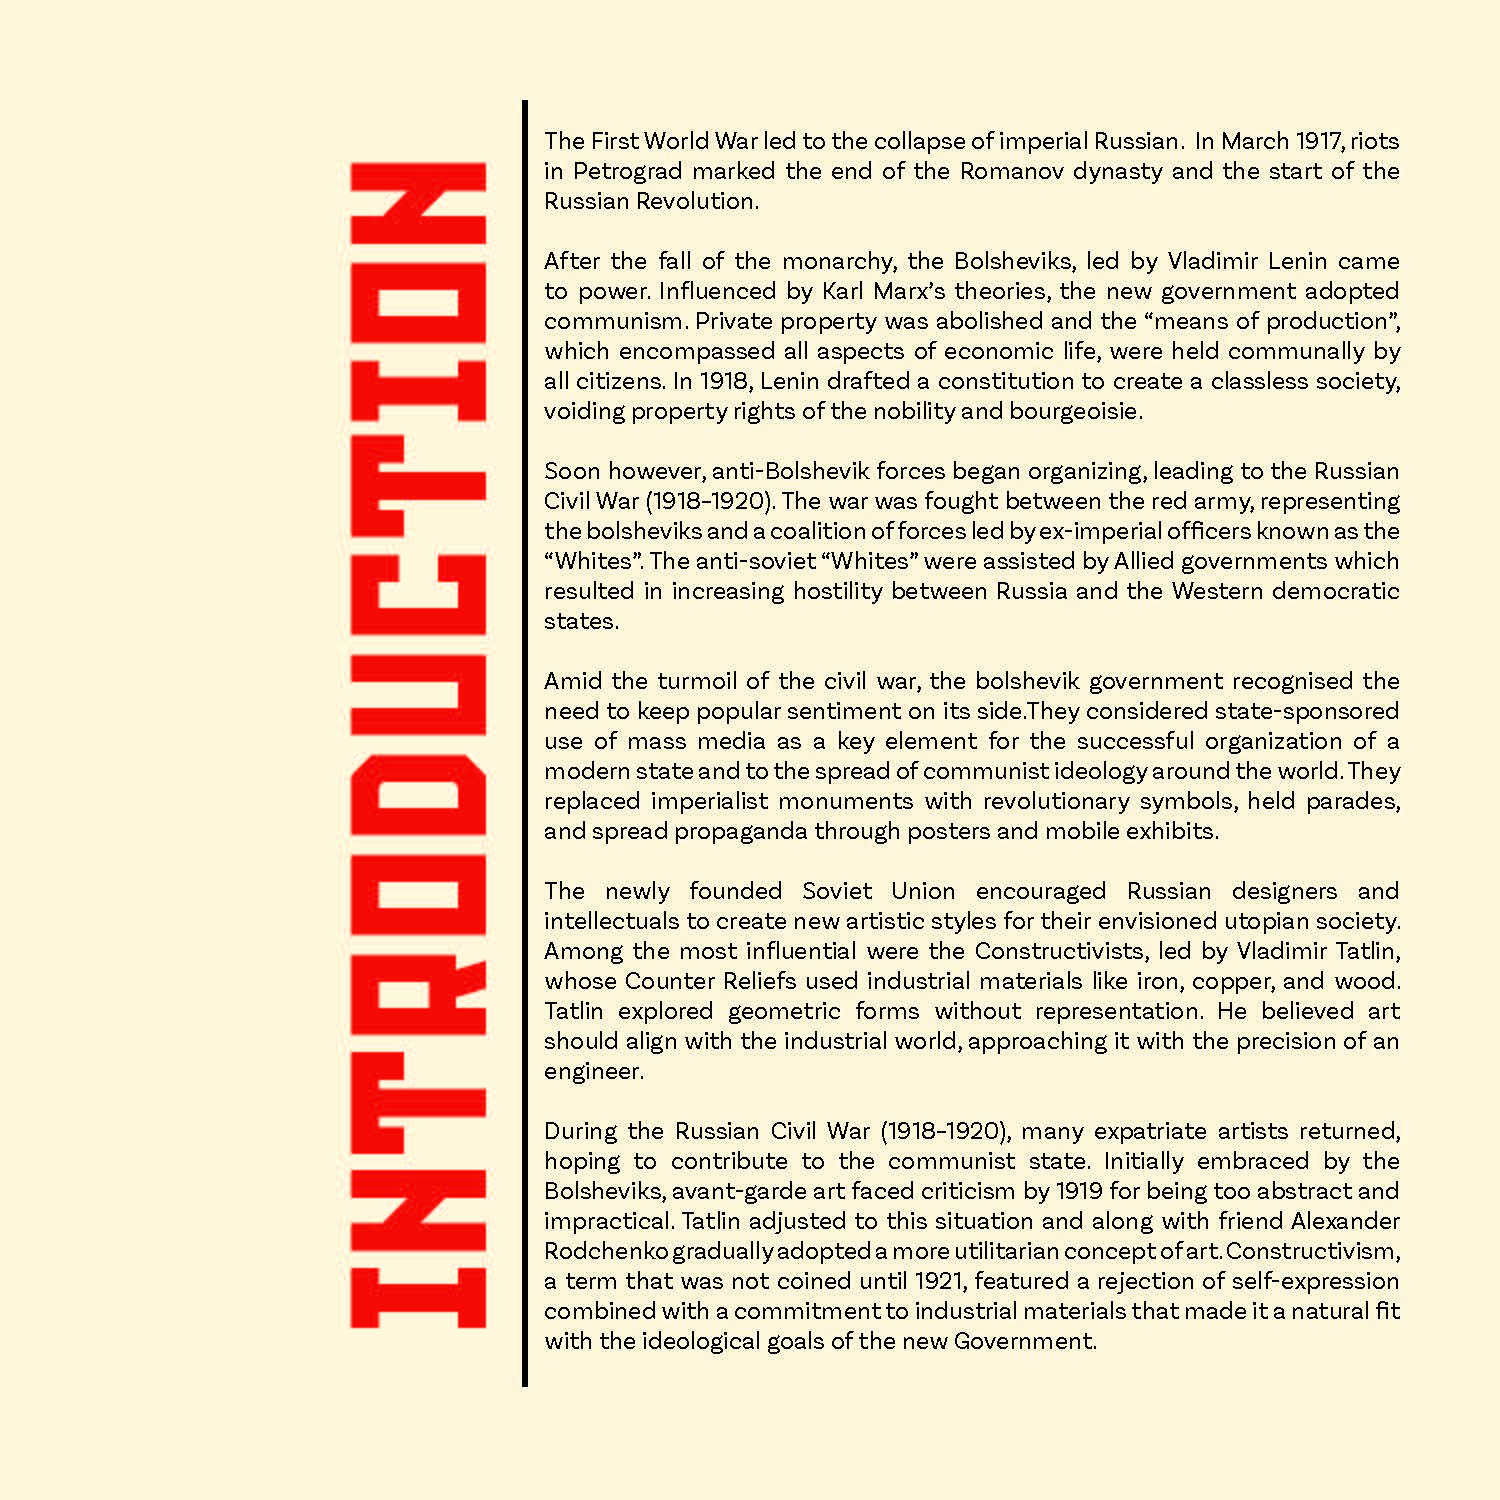 INTRODUCTION
The First World War led to the collapse of imperial Russian. In March 1917, riots
in Petrograd marked the end of the Romanov dynasty and the start of the
Russian Revolution.
After the fall of the monarchy, the Bolsheviks, led by Vladimir Lenin came
to power. Influenced by Karl Marx’s theories, the new government adopted
communism. Private property was abolished and the “means of production”,
which encompassed all aspects of economic life, were held communally by
all citizens. In 1918, Lenin drafted a constitution to create a classless society,
voiding property rights of the nobility and bourgeoisie.
Soon however, anti-Bolshevik forces began organizing, leading to the Russian
Civil War (1918–1920). The war was fought between the red army, representing
the bolsheviks and a coalition of forces led by ex-imperial officers known as the
“Whites”. The anti-soviet “Whites” were assisted by Allied governments which
resulted in increasing hostility between Russia and the Western democratic
states.
Amid the turmoil of the civil war, the bolshevik government recognised the
need to keep popular sentiment on its side.They considered state-sponsored
use of mass media as a key element for the successful organization of a
modern state and to the spread of communist ideology around the world. They
replaced imperialist monuments with revolutionary symbols, held parades,
and spread propaganda through posters and mobile exhibits.
The newly founded Soviet Union encouraged Russian designers and
intellectuals to create new artistic styles for their envisioned utopian society.
Among the most influential were the Constructivists, led by Vladimir Tatlin,
whose Counter Reliefs used industrial materials like iron, copper, and wood.
Tatlin explored geometric forms without representation. He believed art
should align with the industrial world, approaching it with the precision of an
engineer.
During the Russian Civil War (1918–1920), many expatriate artists returned,
hoping to contribute to the communist state. Initially embraced by the
Bolsheviks, avant-garde art faced criticism by 1919 for being too abstract and
impractical. Tatlin adjusted to this situation and along with friend Alexander
Rodchenko gradually adopted a more utilitarian concept of art. Constructivism,
a term that was not coined until 1921, featured a rejection of self-expression
combined with a commitment to industrial materials that made it a natural fit
with the ideological goals of the new Government.